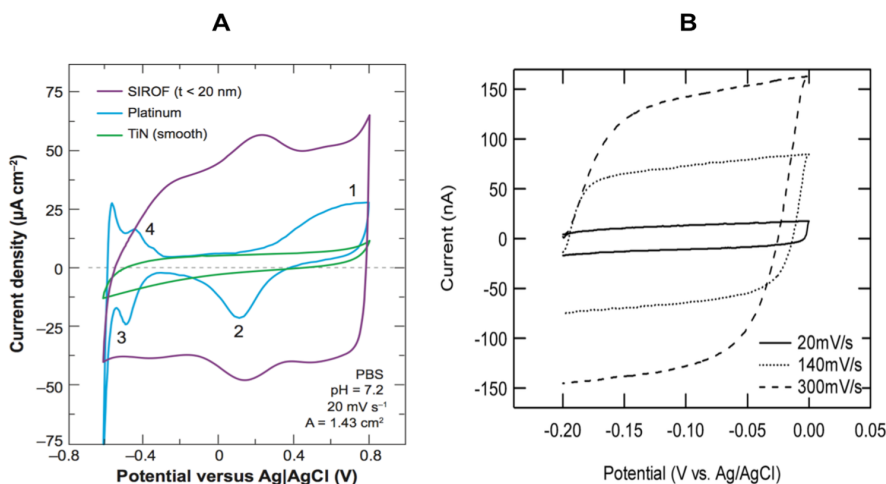 A
B
75
50
25
0
−25
−50
−75
Current density (µA cm−2)
SIROF (t < 20 nm)
Platinum
TiN (smooth)
1
4
3
2
PBS
pH = 7.2
20 mV s−1
A = 1.43 cm2
−0.8
−0.4
0
0.4
0.8
Potential versus Ag|AgCl (V)
150
100
50
0
-50
-100
-150
Current (nA)
20mV/s
140mV/s
300mV/s
-0.20
-0.15
-0.10
-0.05
0.00
0.05
Potential (V vs. Ag/AgCl)